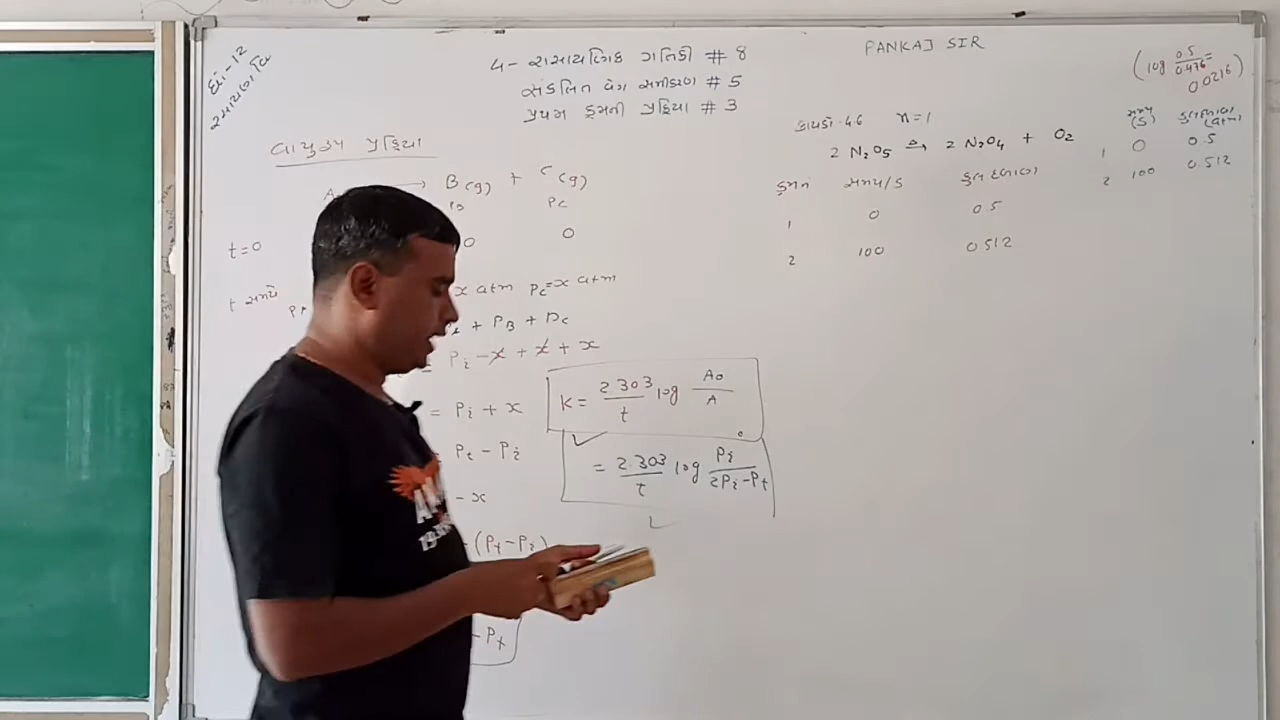 ધો-12
રસાયણ વિ
4- રાસાયણિક ગતિકી # 8
સંકલિત વેગ સમીકરણ # 5
પ્રથમ ક્રમની પ્રક્રિયા # 3
PANKAJ SIR
(log 0.5/0.476 = 0.0216)
વાયુરૂપ પ્રક્રિયા
A → B(g) + C(g)
PC
t=0 0 0
t સમયે x atm PC=x atm
+ PB + PC
Pi - x + x + x
= Pi + x
Pt - Pi
- x
- (Pt-Pi)
- Pt
K = 2.303/t log A0/A
= 2.303/t log Pi/2Pi-Pt
દાખલો 4.6 n=1
2 N2O5 → 2 N2O4 + O2
ક્રમ સમય/S કુલ દબાણ
1 0 0.5
2 100 0.512
સમય (S) કુલ દબાણ (atm)
1 0 0.5
2 100 0.512